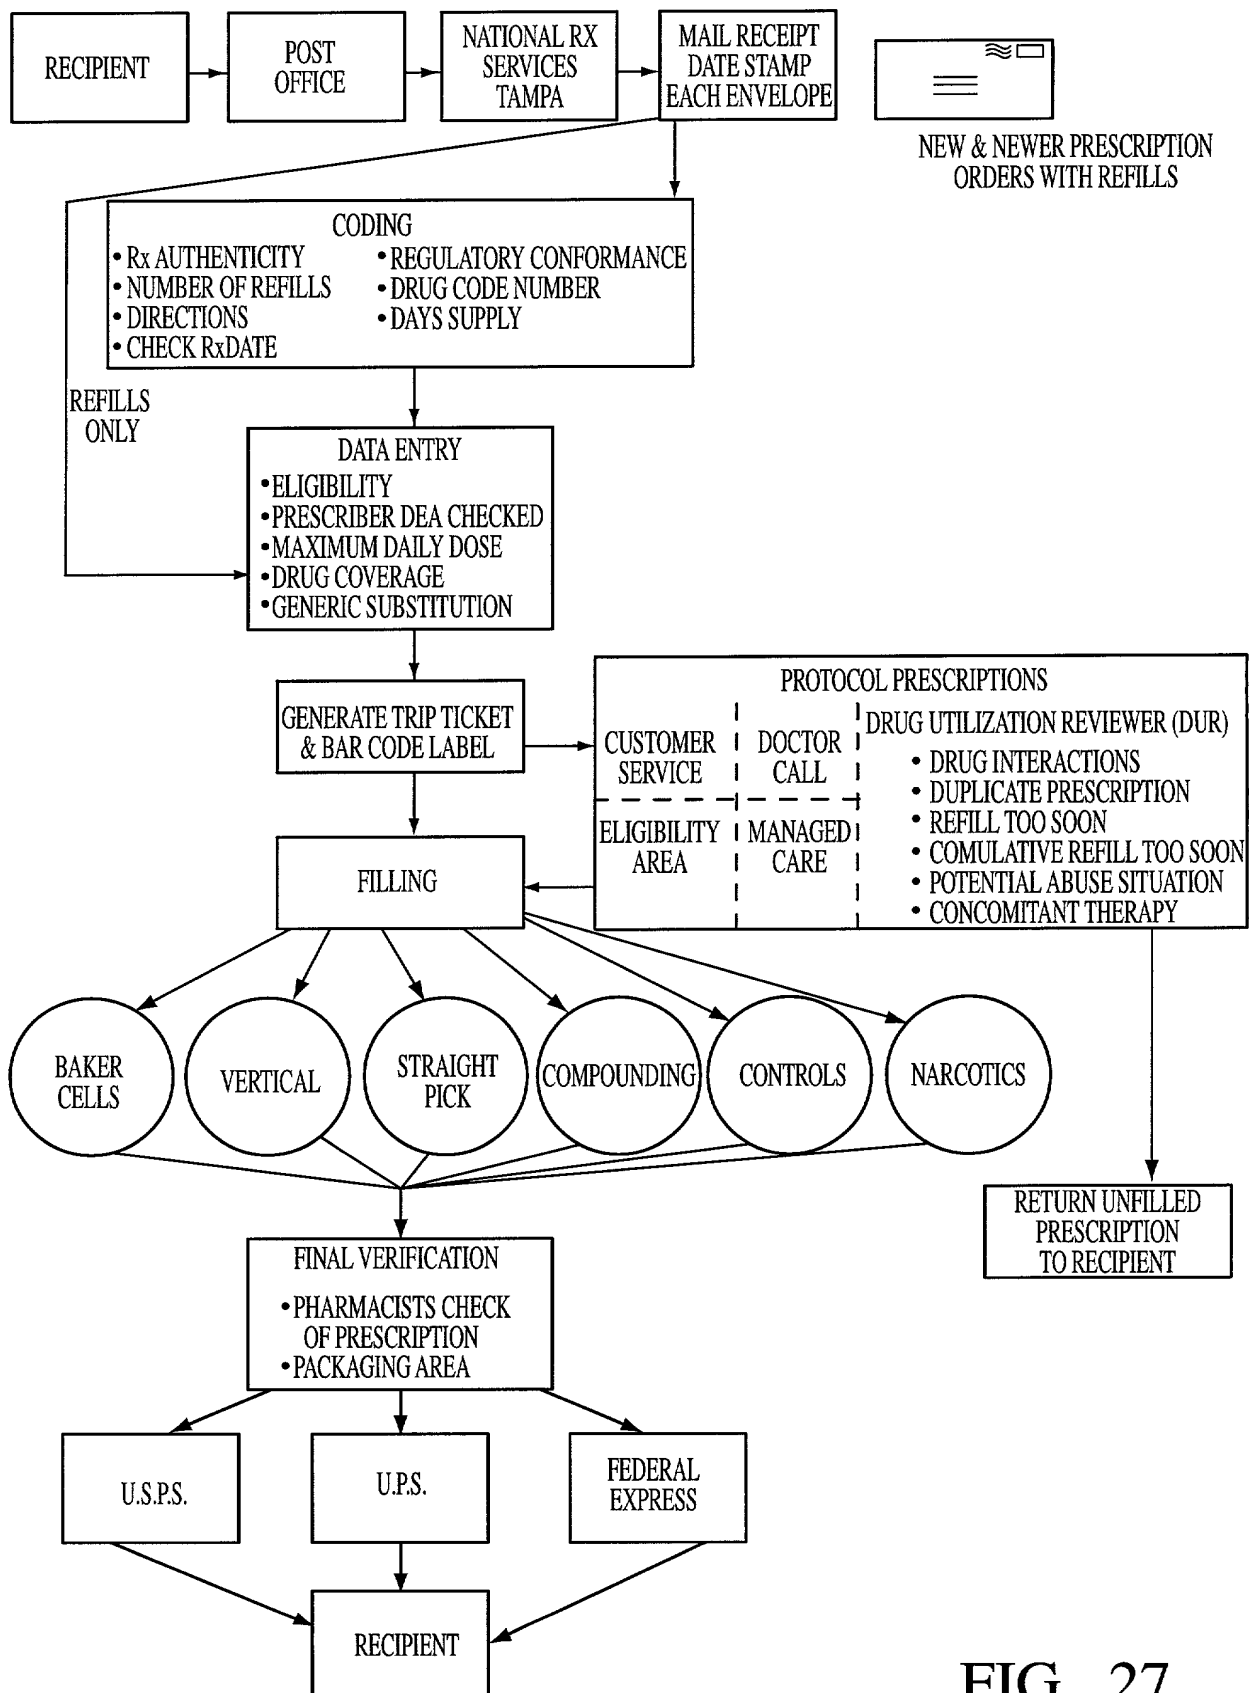 RECIPIENT
POST
OFFICE
NATIONAL RX
SERVICES
TAMPA
MAIL RECEIPT
DATE STAMP
EACH ENVELOPE
NEW & NEWER PRESCRIPTION
ORDERS WITH REFILLS
CODING
• Rx AUTHENTICITY
• NUMBER OF REFILLS
• DIRECTIONS
• CHECK RxDATE
• REGULATORY CONFORMANCE
• DRUG CODE NUMBER
• DAYS SUPPLY
REFILLS
ONLY
DATA ENTRY
• ELIGIBILITY
• PRESCRIBER DEA CHECKED
• MAXIMUM DAILY DOSE
• DRUG COVERAGE
• GENERIC SUBSTITUTION
GENERATE TRIP TICKET
& BAR CODE LABEL
PROTOCOL PRESCRIPTIONS
CUSTOMER
SERVICE
DOCTOR
CALL
ELIGIBILITY
AREA
MANAGED
CARE
DRUG UTILIZATION REVIEWER (DUR)
• DRUG INTERACTIONS
• DUPLICATE PRESCRIPTION
• REFILL TOO SOON
• COMULATIVE REFILL TOO SOON
• POTENTIAL ABUSE SITUATION
• CONCOMITANT THERAPY
FILLING
BAKER
CELLS
VERTICAL
STRAIGHT
PICK
COMPOUNDING
CONTROLS
NARCOTICS
RETURN UNFILLED
PRESCRIPTION
TO RECIPIENT
FINAL VERIFICATION
• PHARMACISTS CHECK
OF PRESCRIPTION
• PACKAGING AREA
U.S.P.S.
U.P.S.
FEDERAL
EXPRESS
RECIPIENT
FIG. 27